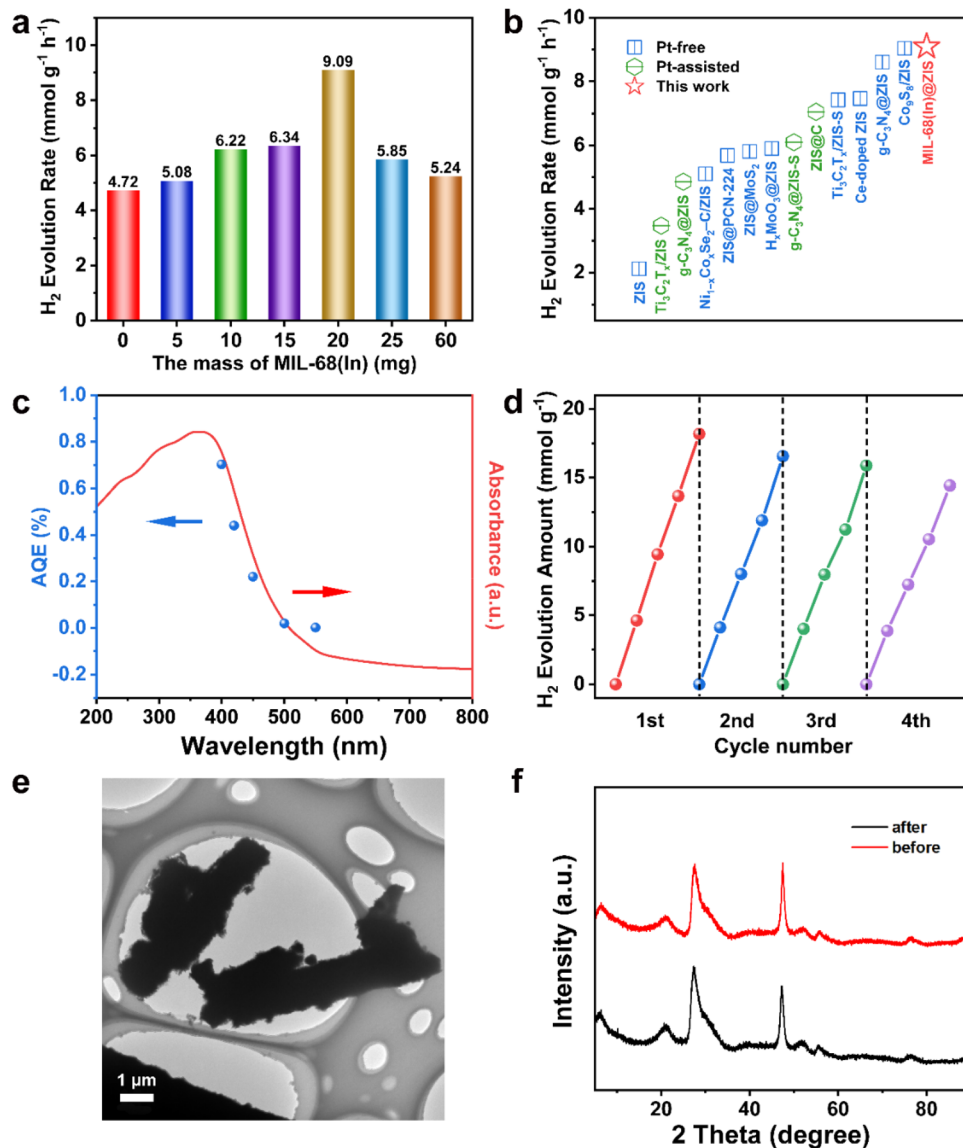 a
H₂ Evolution Rate (mmol g⁻¹ h⁻¹)
10
8
6
4
2
0
4.72
5.08
6.22
6.34
9.09
5.85
5.24
0 5 10 15 20 25 60
The mass of MIL-68(In) (mg)
b
H₂ Evolution Rate (mmol g⁻¹ h⁻¹)
10
8
6
4
2
Pt-free
Pt-assisted
This work
ZIS
Ti₃C₂Tₓ/ZIS
g-C₃N₄@ZIS
Ni₁₋ₓCoₓSe₂–C/ZIS
ZIS@PCN-224
ZIS@MoS₂
HₓMoO₃@ZIS
g-C₃N₄@ZIS-S
ZIS@C
Ti₃C₂Tₓ/ZIS-S
Ce-doped ZIS
g-C₃N₄@ZIS
Co₉S₈/ZIS
MIL-68(In)@ZIS
c
AQE (%)
1.0
0.8
0.6
0.4
0.2
0.0
-0.2
Absorbance (a.u.)
200 300 400 500 600 700 800
Wavelength (nm)
d
H₂ Evolution Amount (mmol g⁻¹)
20
15
10
5
0
1st 2nd 3rd 4th
Cycle number
e
1 μm
f
Intensity (a.u.)
after
before
20 40 60 80
2 Theta (degree)